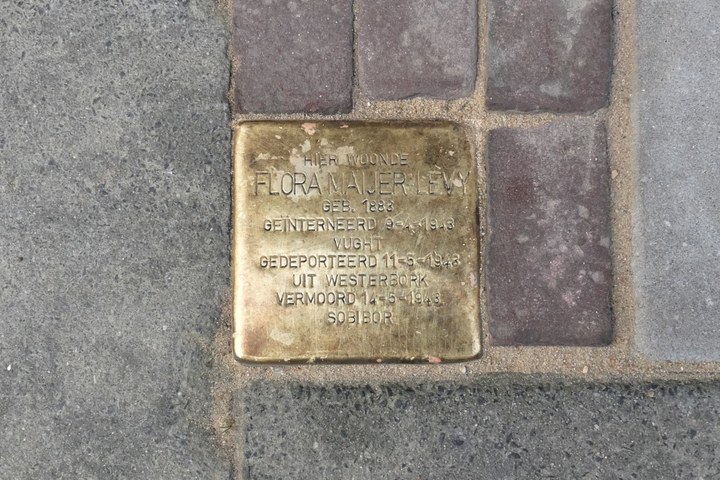 HIER WOONDE
FLORA MAIJER-LEVY
GEB. 1883
GEÏNTERNEERD 9-4-1943
VUGHT
GEDEPORTEERD 11-5-1943
UIT WESTERBORK
VERMOORD 14-5-1943
SOBIBOR